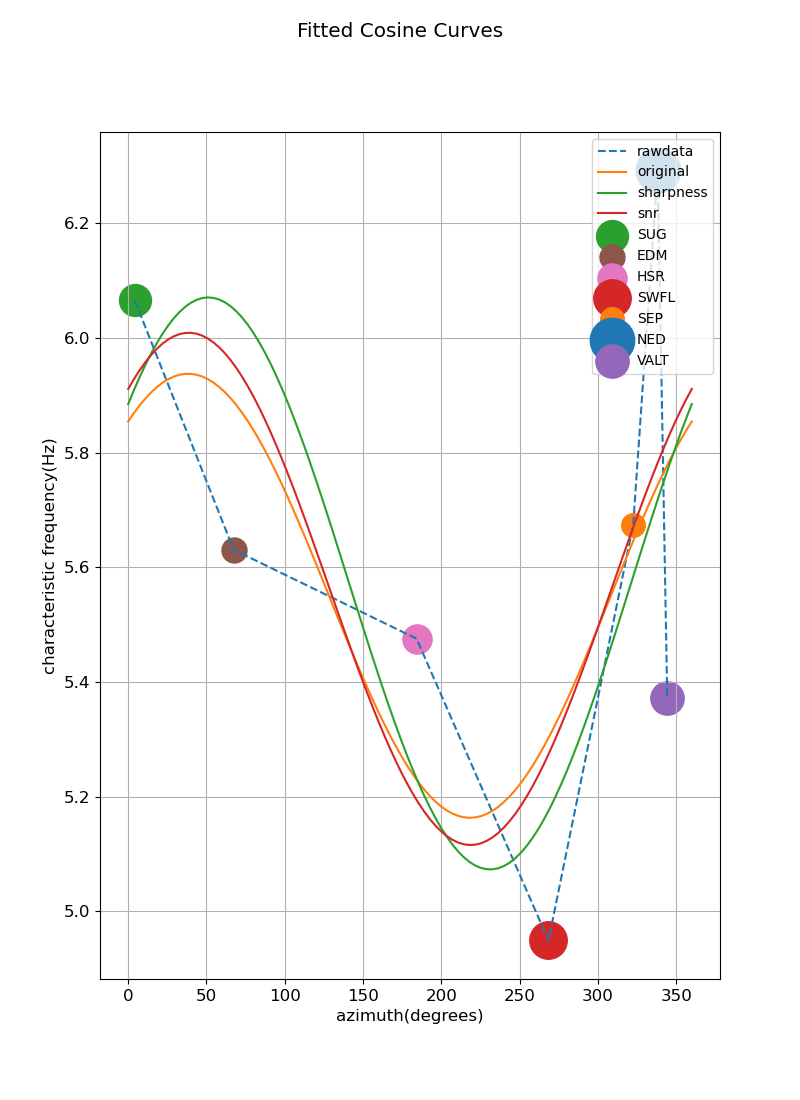 Fitted Cosine Curves
rawdata
original
sharpness
snr
SUG
EDM
HSR
SWFL
SEP
NED
VALT
6.2
6.0
5.8
5.6
5.4
5.2
5.0
characteristic frequency(Hz)
0 50 100 150 200 250 300 350
azimuth(degrees)